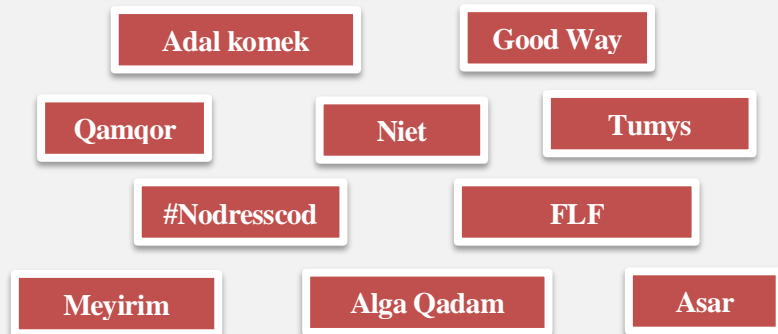 Adal komek
Good Way
Qamqor
Niet
Tumys
#Nodresscod
FLF
Meyirim
Alga Qadam
Asar